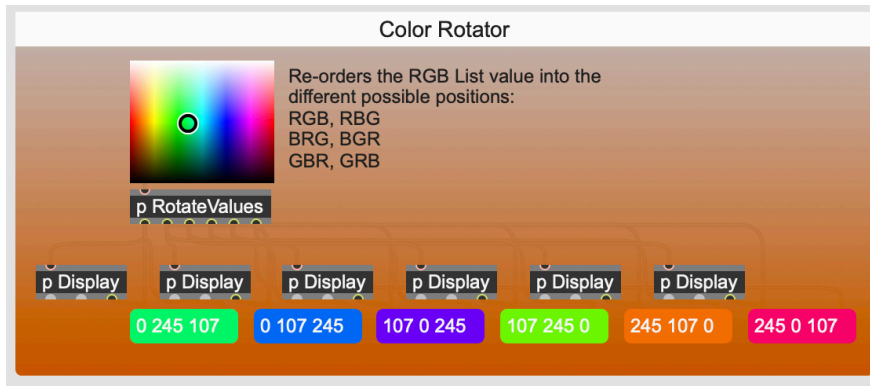 Color Rotator
Re-orders the RGB List value into the
different possible positions:
RGB, RBG
BRG, BGR
GBR, GRB
p RotateValues
p Display
p Display
p Display
p Display
p Display
p Display
0 245 107
0 107 245
107 0 245
107 245 0
245 107 0
245 0 107